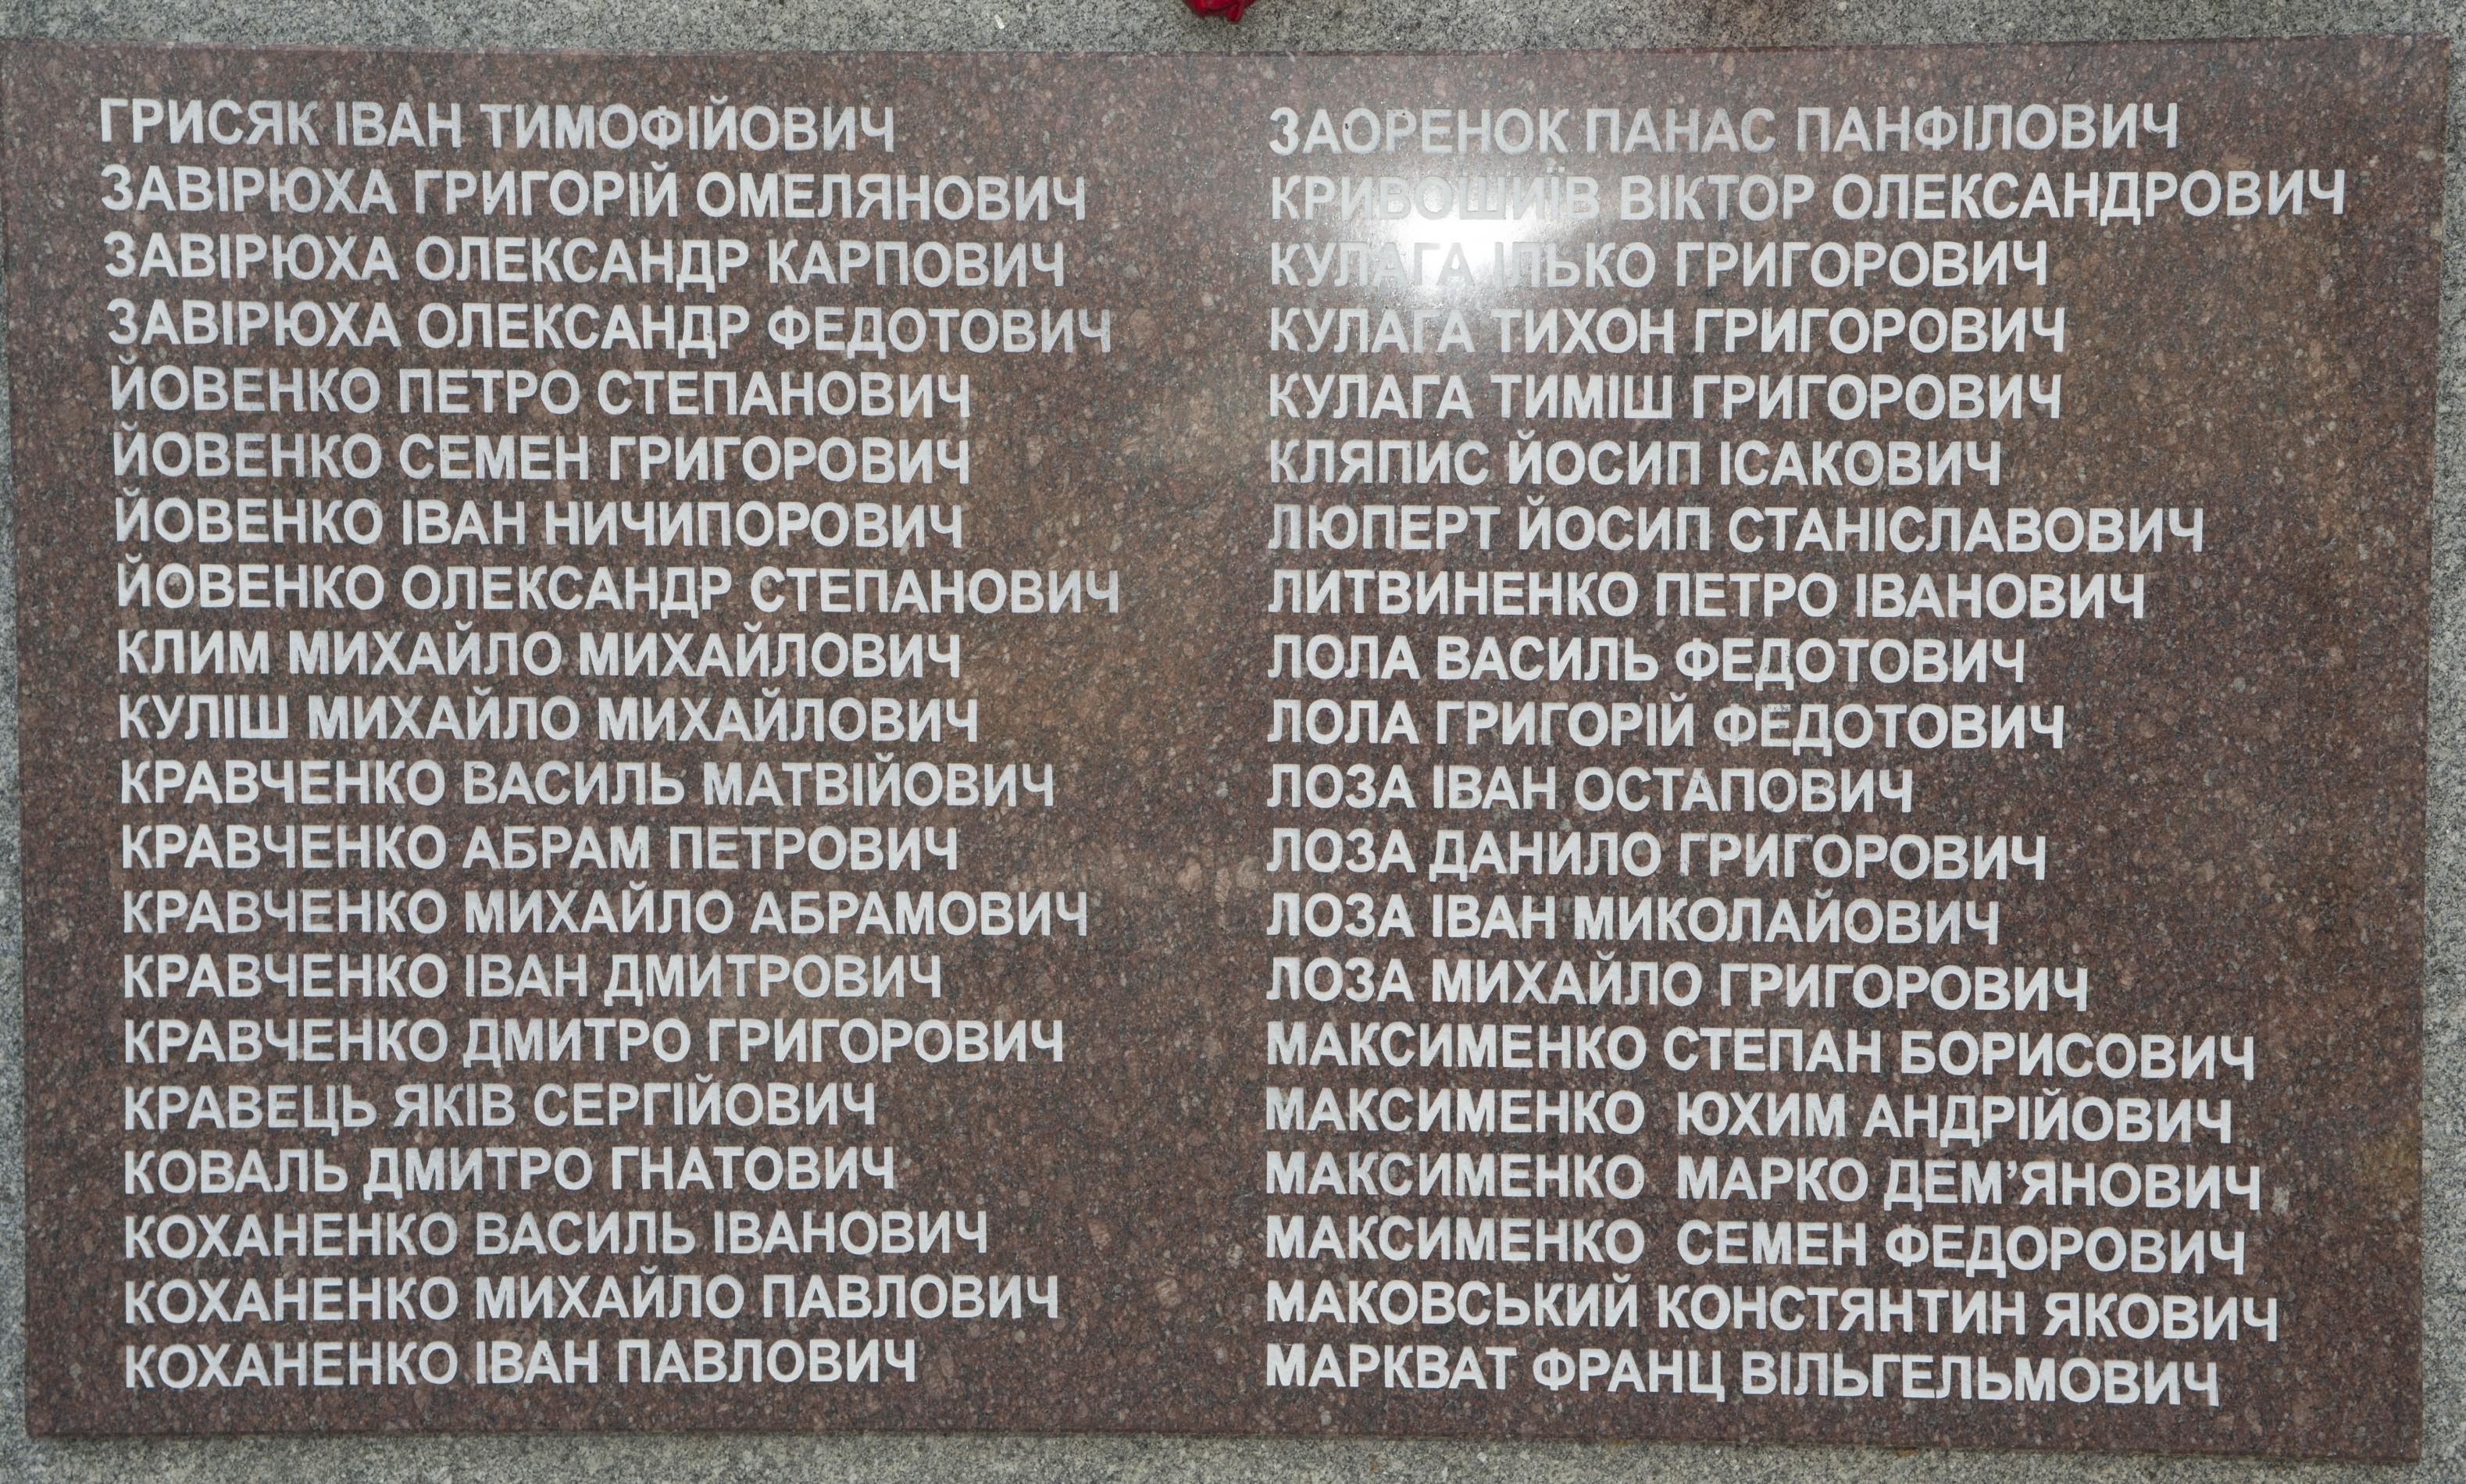 ГРИСЯК ІВАН ТИМОФІЙОВИЧ
ЗАВІРЮХА ГРИГОРІЙ ОМЕЛЯНОВИЧ
ЗАВІРЮХА ОЛЕКСАНДР КАРПОВИЧ
ЗАВІРЮХА ОЛЕКСАНДР ФЕДОТОВИЧ
ЙОВЕНКО ПЕТРО СТЕПАНОВИЧ
ЙОВЕНКО СЕМЕН ГРИГОРОВИЧ
ЙОВЕНКО ІВАН НИЧИПОРОВИЧ
ЙОВЕНКО ОЛЕКСАНДР СТЕПАНОВИЧ
КЛИМ МИХАЙЛО МИХАЙЛОВИЧ
КУЛІШ МИХАЙЛО МИХАЙЛОВИЧ
КРАВЧЕНКО ВАСИЛЬ МАТВІЙОВИЧ
КРАВЧЕНКО АБРАМ ПЕТРОВИЧ
КРАВЧЕНКО МИХАЙЛО АБРАМОВИЧ
КРАВЧЕНКО ІВАН ДМИТРОВИЧ
КРАВЧЕНКО ДМИТРО ГРИГОРОВИЧ
КРАВЕЦЬ ЯКІВ СЕРГІЙОВИЧ
КОВАЛЬ ДМИТРО ГНАТОВИЧ
КОХАНЕНКО ВАСИЛЬ ІВАНОВИЧ
КОХАНЕНКО МИХАЙЛО ПАВЛОВИЧ
КОХАНЕНКО ІВАН ПАВЛОВИЧ
ЗАОРЕНОК ПАНАС ПАНФІЛОВИЧ
КРИВОШИЇВ ВІКТОР ОЛЕКСАНДРОВИЧ
КУЛАГА ІЛЬКО ГРИГОРОВИЧ
КУЛАГА ТИХОН ГРИГОРОВИЧ
КУЛАГА ТИМІШ ГРИГОРОВИЧ
КЛЯПИС ЙОСИП ІСАКОВИЧ
ЛЮПЕРТ ЙОСИП СТАНІСЛАВОВИЧ
ЛИТВИНЕНКО ПЕТРО ІВАНОВИЧ
ЛОЛА ВАСИЛЬ ФЕДОТОВИЧ
ЛОЛА ГРИГОРІЙ ФЕДОТОВИЧ
ЛОЗА ІВАН ОСТАПОВИЧ
ЛОЗА ДАНИЛО ГРИГОРОВИЧ
ЛОЗА ІВАН МИКОЛАЙОВИЧ
ЛОЗА МИХАЙЛО ГРИГОРОВИЧ
МАКСИМЕНКО СТЕПАН БОРИСОВИЧ
МАКСИМЕНКО ЮХИМ АНДРІЙОВИЧ
МАКСИМЕНКО МАРКО ДЕМ'ЯНОВИЧ
МАКСИМЕНКО СЕМЕН ФЕДОРОВИЧ
МАКОВСЬКИЙ КОНСТЯНТИН ЯКОВИЧ
МАРКВАТ ФРАНЦ ВІЛЬГЕЛЬМОВИЧ